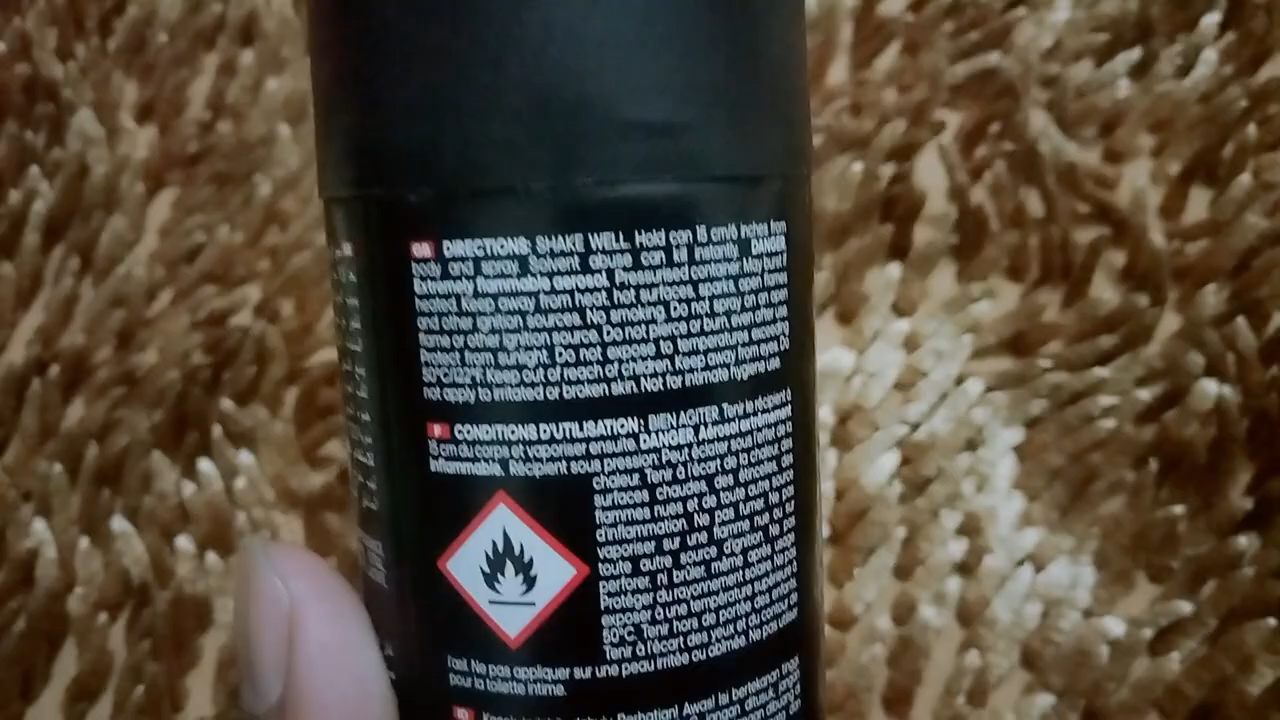 GB DIRECTIONS: SHAKE WELL. Hold can 15 cm/6 inches from
body and spray. Solvent abuse can kill instantly. DANGER
Extremely flammable aerosol. Pressurised container: May burst if
heated. Keep away from heat, hot surfaces, sparks, open flames
and other ignition sources. No smoking. Do not spray on an open
flame or other ignition source. Do not pierce or burn, even after use.
Protect from sunlight. Do not expose to temperatures exceeding
50°C/122°F. Keep out of reach of children. Keep away from eyes. Do
not apply to irritated or broken skin. Not for intimate hygiene use.
F CONDITIONS D'UTILISATION: BIEN AGITER. Tenir le récipient à
15 cm du corps et vaporiser ensuite. DANGER. Aérosol extrêmement
inflammable. Récipient sous pression: Peut éclater sous l'effet de la
chaleur. Tenir à l'écart de la chaleur, des
surfaces chaudes, des étincelles, des
flammes nues et de toute autre source
d'inflammation. Ne pas fumer. Ne pas
vaporiser sur une flamme nue ou sur
toute autre source d'ignition. Ne pas
perforer, ni brûler, même après usage.
Protéger du rayonnement solaire. Ne pas
exposer à une température supérieure à
50°C. Tenir hors de portée des enfants.
Tenir à l'écart des yeux et du contour de
l'œil. Ne pas appliquer sur une peau irritée ou abîmée. Ne pas utiliser
pour la toilette intime.
ID dahulu. Perhatian! Awas! Isi bertekanan tinggi
jangan ditusuk, jangan